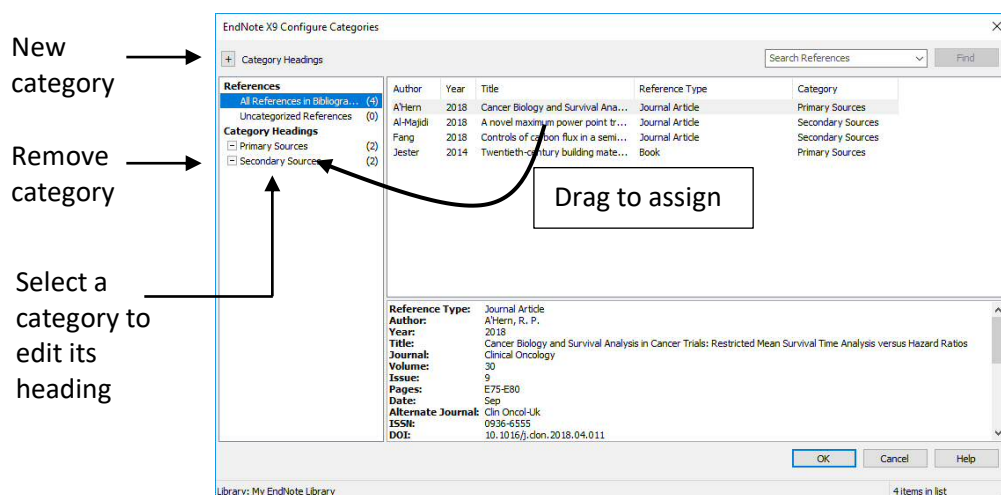 EndNote X9 Configure Categories
New
category
+ Category Headings
Search References
Find
References
All References in Bibliogra... (4)
Uncategorized References (0)
Category Headings
Primary Sources (2)
Secondary Sources (2)
Remove
category
Select a
category to
edit its
heading
Author Year Title Reference Type Category
A'Hern 2018 Cancer Biology and Survival Ana... Journal Article Primary Sources
Al-Majidi 2018 A novel maximum power point tr... Journal Article Secondary Sources
Fang 2018 Controls of carbon flux in a semi... Journal Article Secondary Sources
Jester 2014 Twentieth-century building mate... Book Primary Sources
Drag to assign
Reference Type: Journal Article
Author: A'Hern, R. P.
Year: 2018
Title: Cancer Biology and Survival Analysis in Cancer Trials: Restricted Mean Survival Time Analysis versus Hazard Ratios
Journal: Clinical Oncology
Volume: 30
Issue: 9
Pages: E75-E80
Date: Sep
Alternate Journal: Clin Oncol-Uk
ISSN: 0936-6555
DOI: 10.1016/j.clon.2018.04.011
OK Cancel Help
Library: My EndNote Library
4 items in list